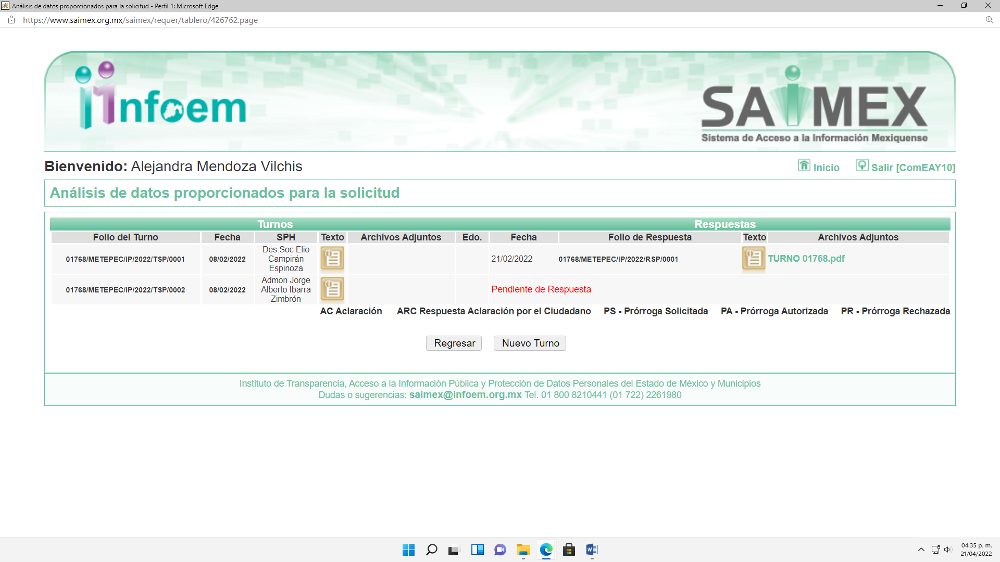 Análisis de datos proporcionados para la solicitud - Perfil 1: Microsoft Edge
https://www.saimex.org.mx/saimex/requer/tablero/426762.page
infoem
SAIMEX
Sistema de Acceso a la Información Mexiquense
Bienvenido: Alejandra Mendoza Vilchis
Inicio Salir [ComEAY10]
Análisis de datos proporcionados para la solicitud
Turnos Respuestas
Folio del Turno Fecha SPH Texto Archivos Adjuntos Edo. Fecha Folio de Respuesta Texto Archivos Adjuntos
01768/METEPEC/IP/2022/TSP/0001 08/02/2022 Des.Soc Elio Campirán Espinoza 21/02/2022 01768/METEPEC/IP/2022/RSP/0001 TURNO 01768.pdf
01768/METEPEC/IP/2022/TSP/0002 08/02/2022 Admon Jorge Alberto Ibarra Zimbrón Pendiente de Respuesta
AC Aclaración ARC Respuesta Aclaración por el Ciudadano PS - Prórroga Solicitada PA - Prórroga Autorizada PR - Prórroga Rechazada
Regresar Nuevo Turno
Instituto de Transparencia, Acceso a la Información Pública y Protección de Datos Personales del Estado de México y Municipios
Dudas o sugerencias: saimex@infoem.org.mx Tel. 01 800 8210441 (01 722) 2261980
04:35 p. m.
21/04/2022